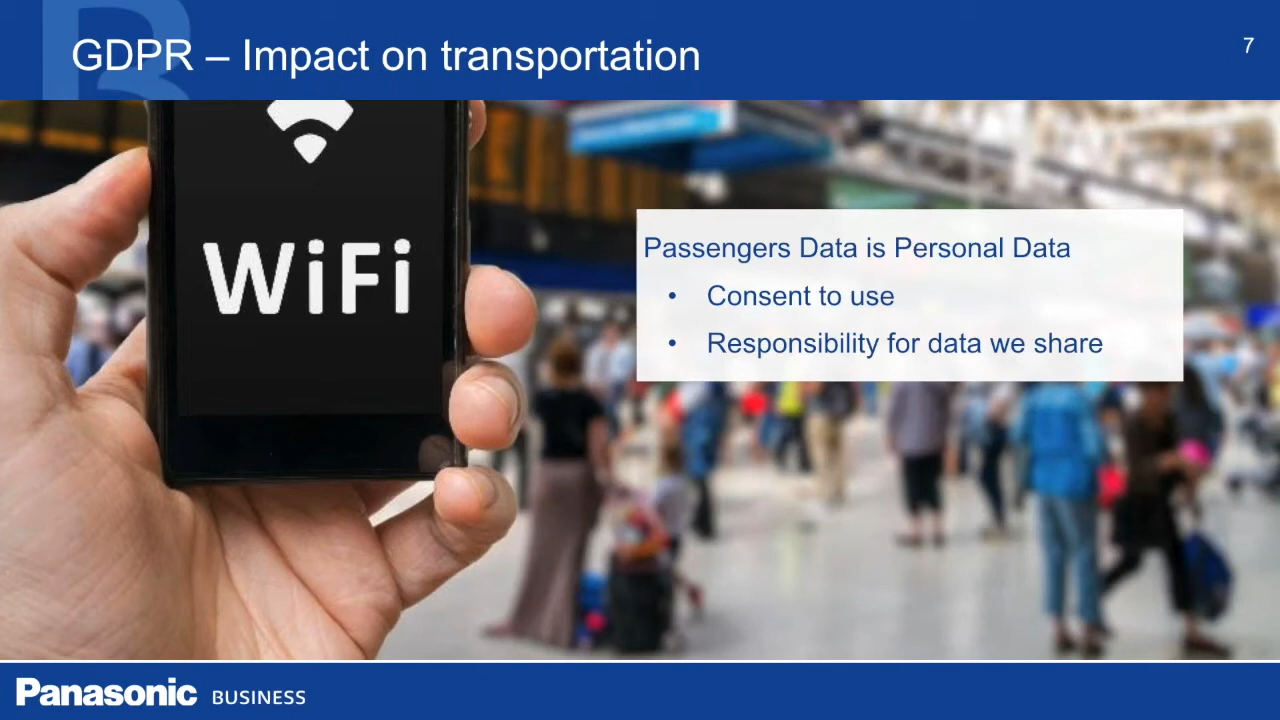 GDPR – Impact on transportation
7
WiFi
Passengers Data is Personal Data
• Consent to use
• Responsibility for data we share
Panasonic BUSINESS